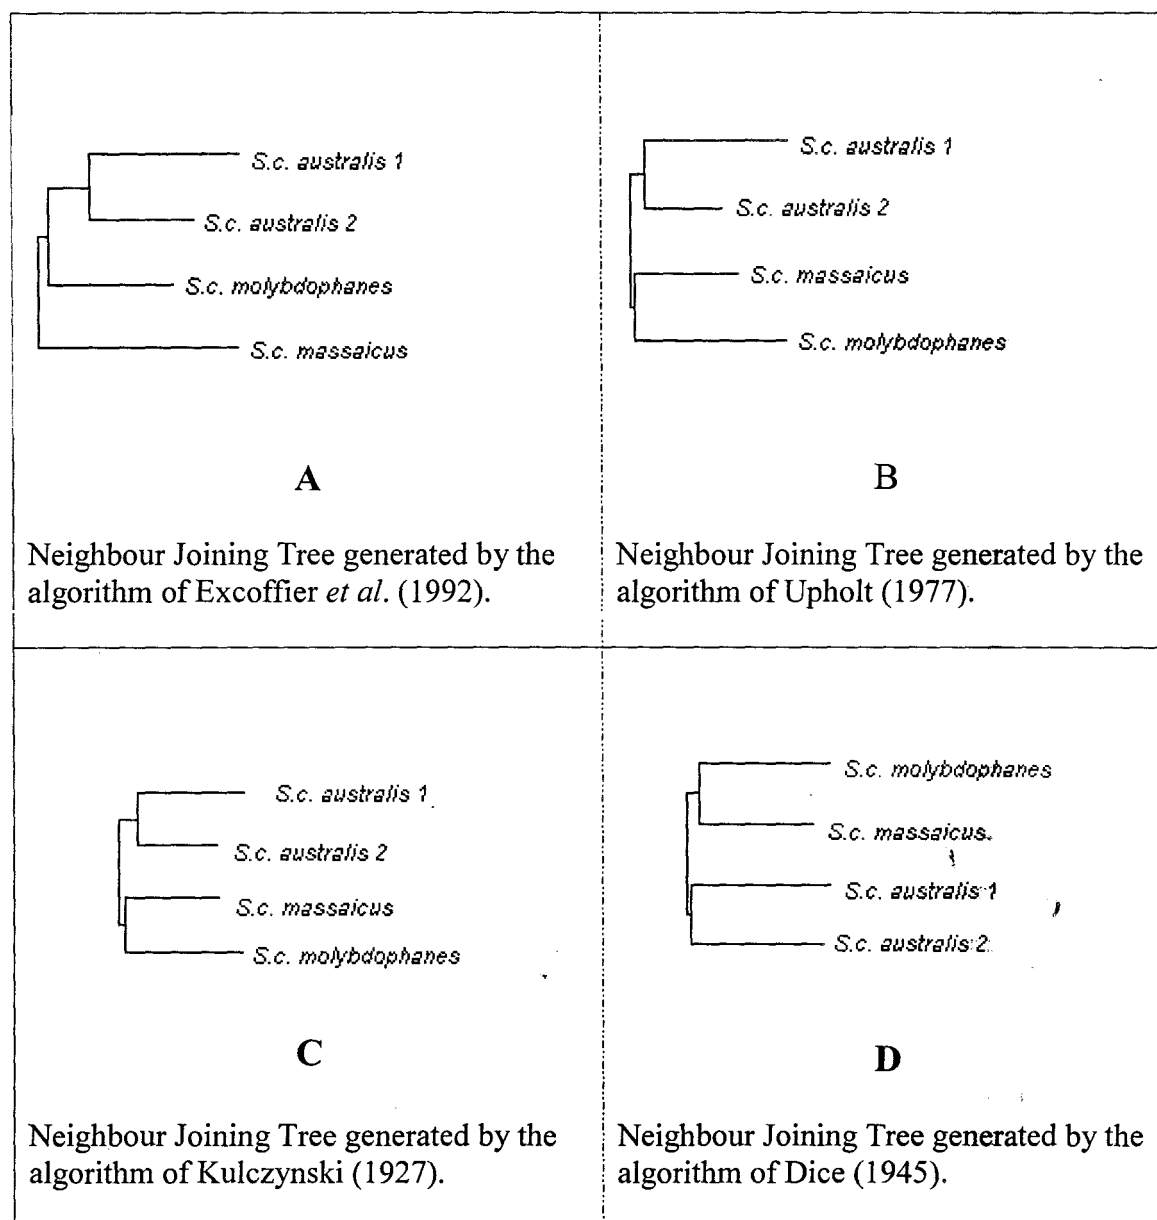 S.c. australis 1
S.c. australis 2
S.c. molybdophanes
S.c. massaicus
A
Neighbour Joining Tree generated by the
algorithm of Excoffier et al. (1992).
S.c. australis 1
S.c. australis 2
S.c. massaicus
S.c. molybdophanes
B
Neighbour Joining Tree generated by the
algorithm of Upholt (1977).
S.c. australis 1
S.c. australis 2
S.c. massaicus
S.c. molybdophanes
C
Neighbour Joining Tree generated by the
algorithm of Kulczynski (1927).
S.c. molybdophanes
S.c. massaicus
S.c. australis 1
S.c. australis 2
D
Neighbour Joining Tree generated by the
algorithm of Dice (1945).